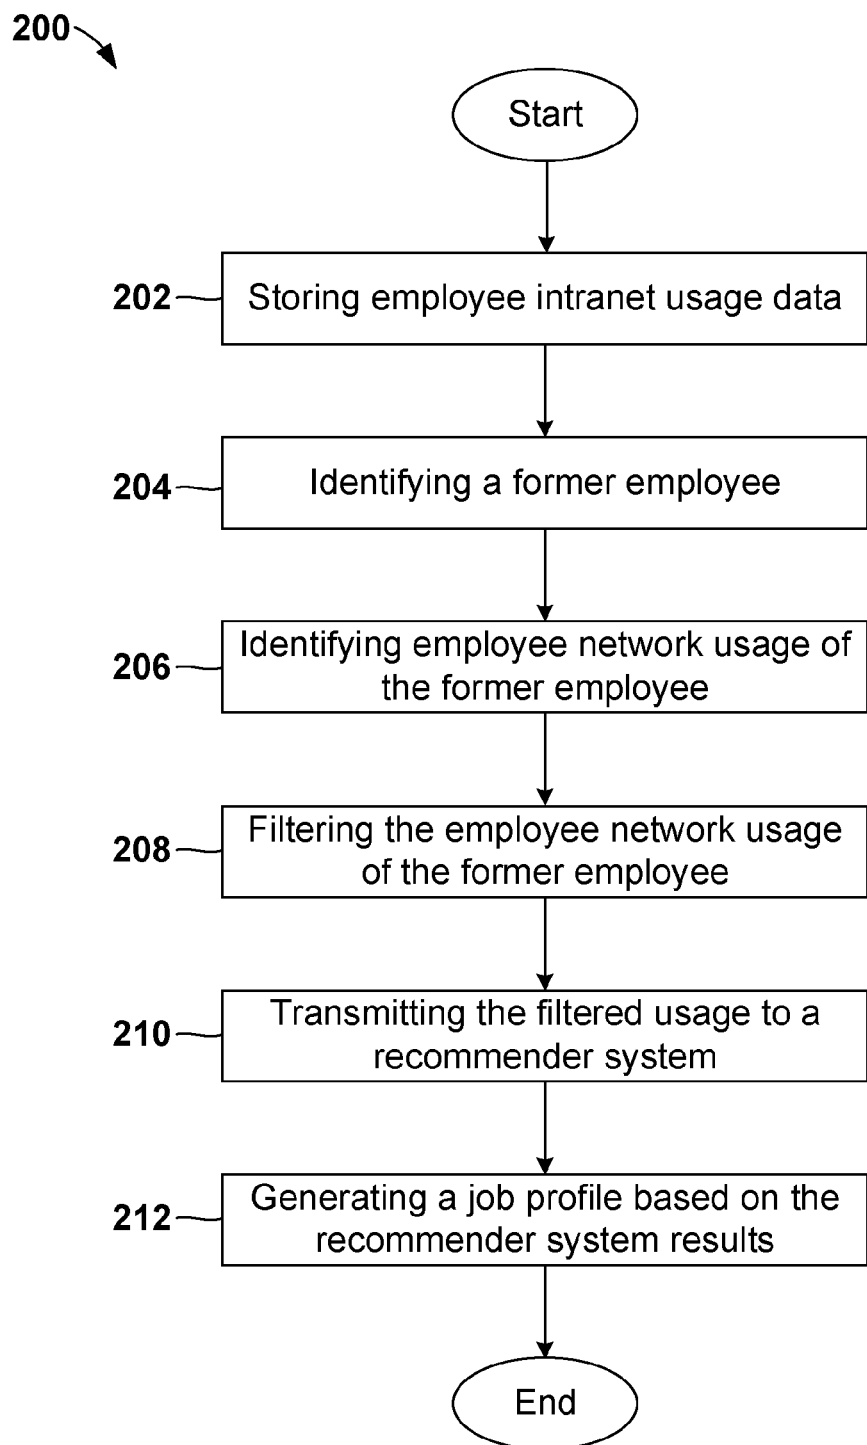 200
Start
202
Storing employee intranet usage data
204
Identifying a former employee
206
Identifying employee network usage of
the former employee
208
Filtering the employee network usage
of the former employee
210
Transmitting the filtered usage to a
recommender system
212
Generating a job profile based on the
recommender system results
End